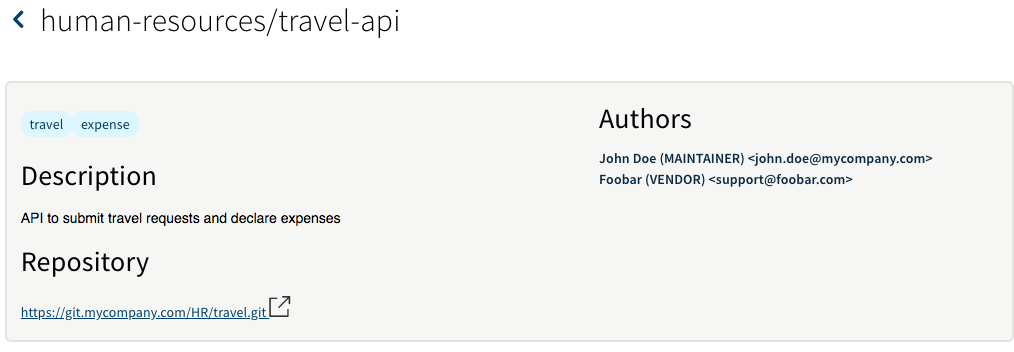 human-resources/travel-api
travel expense
Description
API to submit travel requests and declare expenses
Repository
https://git.mycompany.com/HR/travel.git
Authors
John Doe (MAINTAINER) <john.doe@mycompany.com>
Foobar (VENDOR) <support@foobar.com>